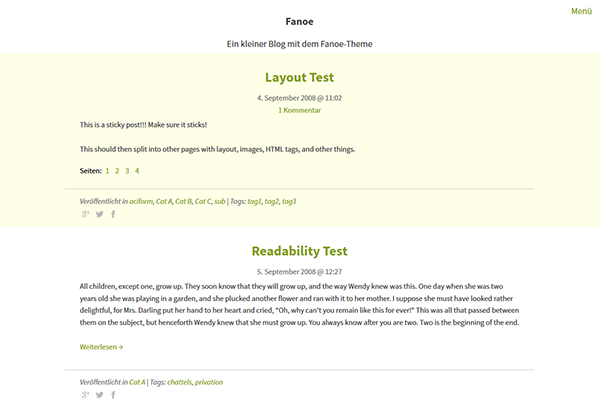 Menü
Fanoe
Ein kleiner Blog mit dem Fanoe-Theme
Layout Test
4. September 2008 @ 11:02
1 Kommentar
This is a sticky post!!! Make sure it sticks!
This should then split into other pages with layout, images, HTML tags, and other things.
Seiten: 1 2 3 4
Veröffentlicht in aciform, Cat A, Cat B, Cat C, sub | Tags: tag1, tag2, tag3
Readability Test
5. September 2008 @ 12:27
All children, except one, grow up. They soon know that they will grow up, and the way Wendy knew was this. One day when she was two
years old she was playing in a garden, and she plucked another flower and ran with it to her mother. I suppose she must have looked rather
delightful, for Mrs. Darling put her hand to her heart and cried, “Oh, why can’t you remain like this for ever!” This was all that passed between
them on the subject, but henceforth Wendy knew that she must grow up. You always know after you are two. Two is the beginning of the end.
Weiterlesen →
Veröffentlicht in Cat A | Tags: chattels, privation